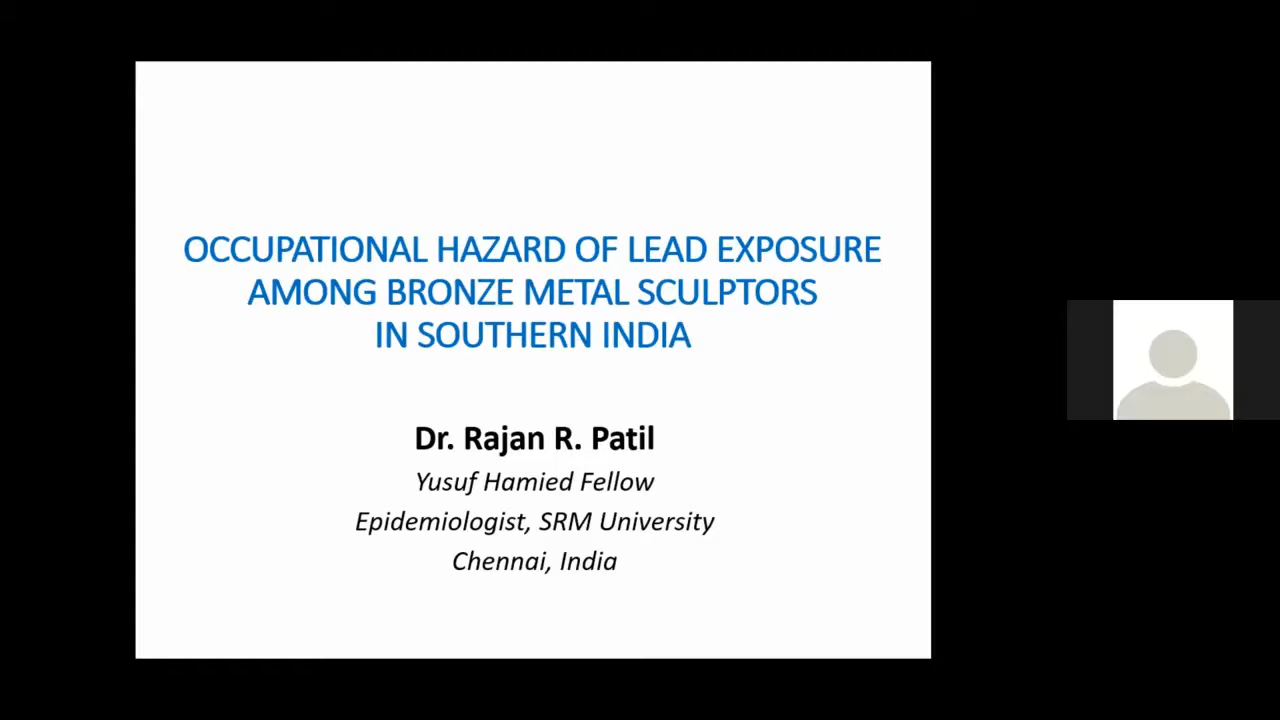 OCCUPATIONAL HAZARD OF LEAD EXPOSURE
AMONG BRONZE METAL SCULPTORS
IN SOUTHERN INDIA
Dr. Rajan R. Patil
Yusuf Hamied Fellow
Epidemiologist, SRM University
Chennai, India